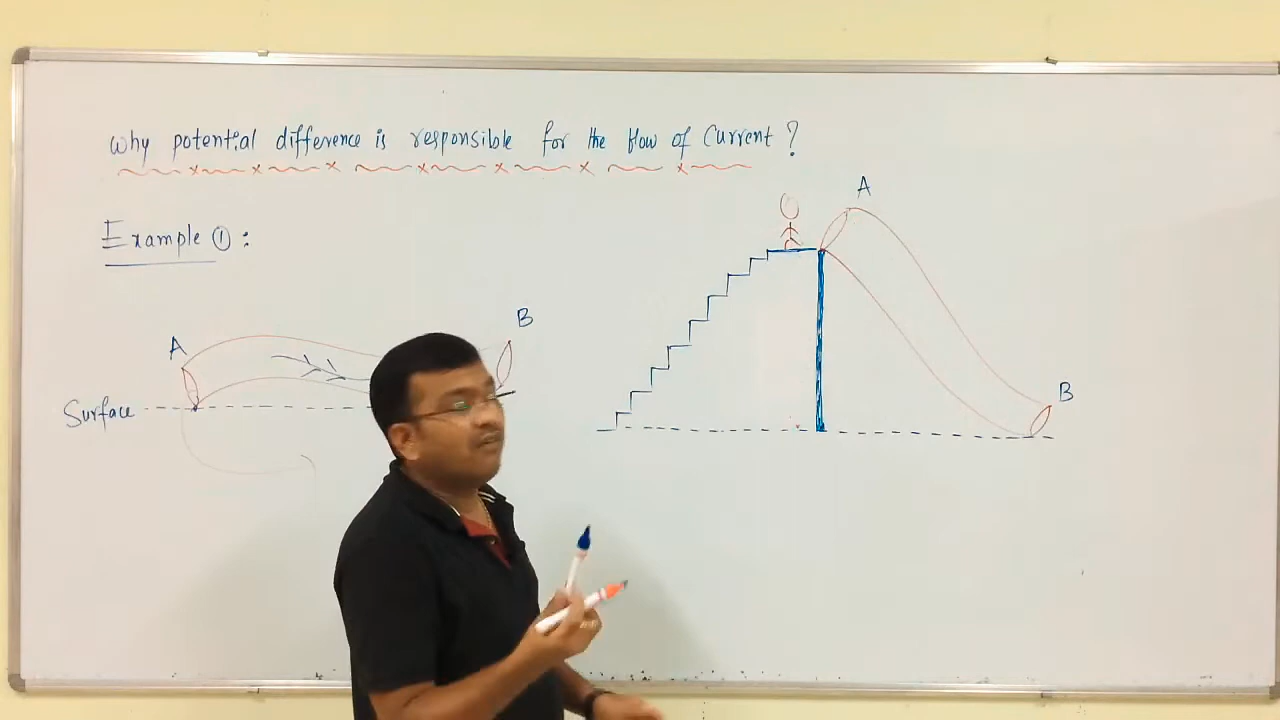 why potential difference is responsible for the flow of current ?
Example ① :
A
B
Surface
A
B